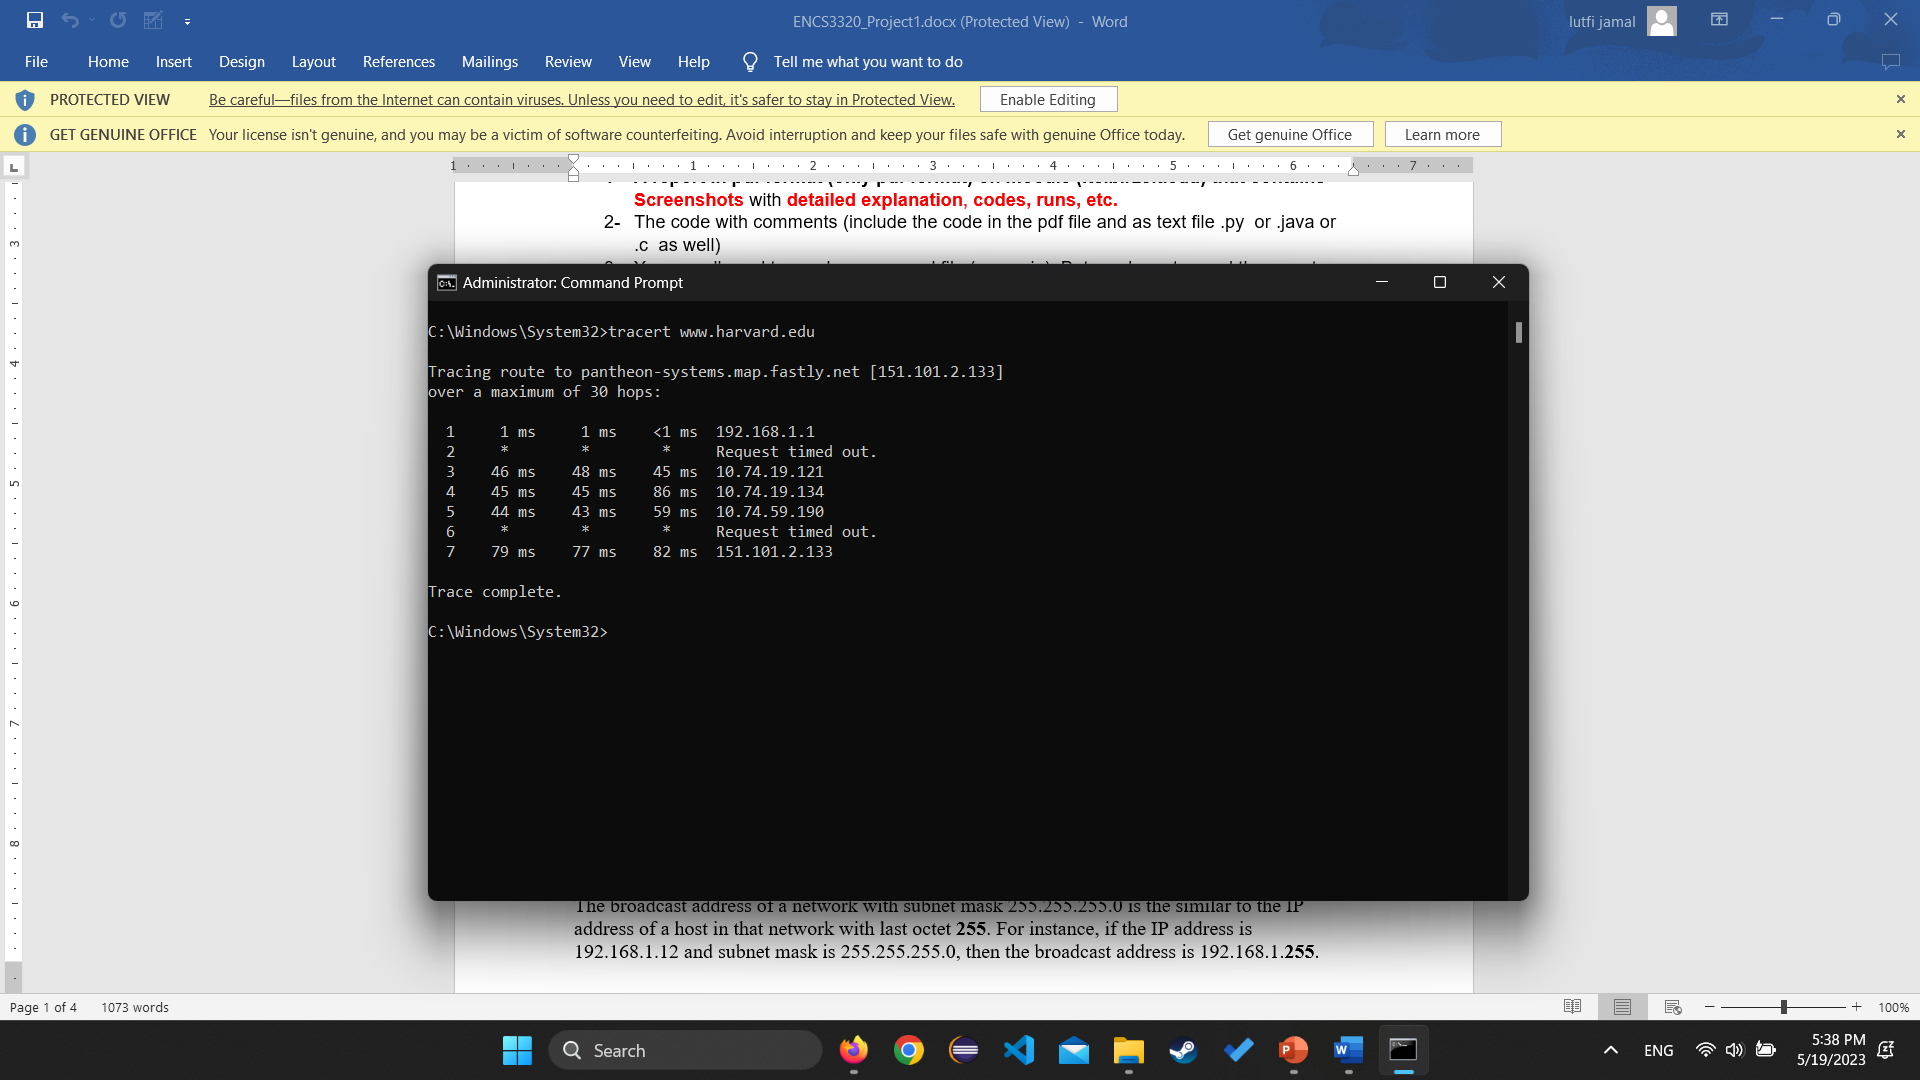 ENCS3320_Project1.docx (Protected View) - Word
lutfi jamal
File Home Insert Design Layout References Mailings Review View Help Tell me what you want to do
PROTECTED VIEW Be careful—files from the Internet can contain viruses. Unless you need to edit, it's safer to stay in Protected View. Enable Editing
GET GENUINE OFFICE Your license isn't genuine, and you may be a victim of software counterfeiting. Avoid interruption and keep your files safe with genuine Office today. Get genuine Office Learn more
1 1 2 3 4 5 6 7
Screenshots with detailed explanation, codes, runs, etc.
2- The code with comments (include the code in the pdf file and as text file .py or .java or
.c as well)
Administrator: Command Prompt
C:\Windows\System32>tracert www.harvard.edu
Tracing route to pantheon-systems.map.fastly.net [151.101.2.133]
over a maximum of 30 hops:
1 1 ms 1 ms <1 ms 192.168.1.1
2 * * * Request timed out.
3 46 ms 48 ms 45 ms 10.74.19.121
4 45 ms 45 ms 86 ms 10.74.19.134
5 44 ms 43 ms 59 ms 10.74.59.190
6 * * * Request timed out.
7 79 ms 77 ms 82 ms 151.101.2.133
Trace complete.
C:\Windows\System32>
The broadcast address of a network with subnet mask 255.255.255.0 is the similar to the IP
address of a host in that network with last octet 255. For instance, if the IP address is
192.168.1.12 and subnet mask is 255.255.255.0, then the broadcast address is 192.168.1.255.
3
4
5
6
7
8
Page 1 of 4 1073 words 100%
Search
ENG
5:38 PM
5/19/2023